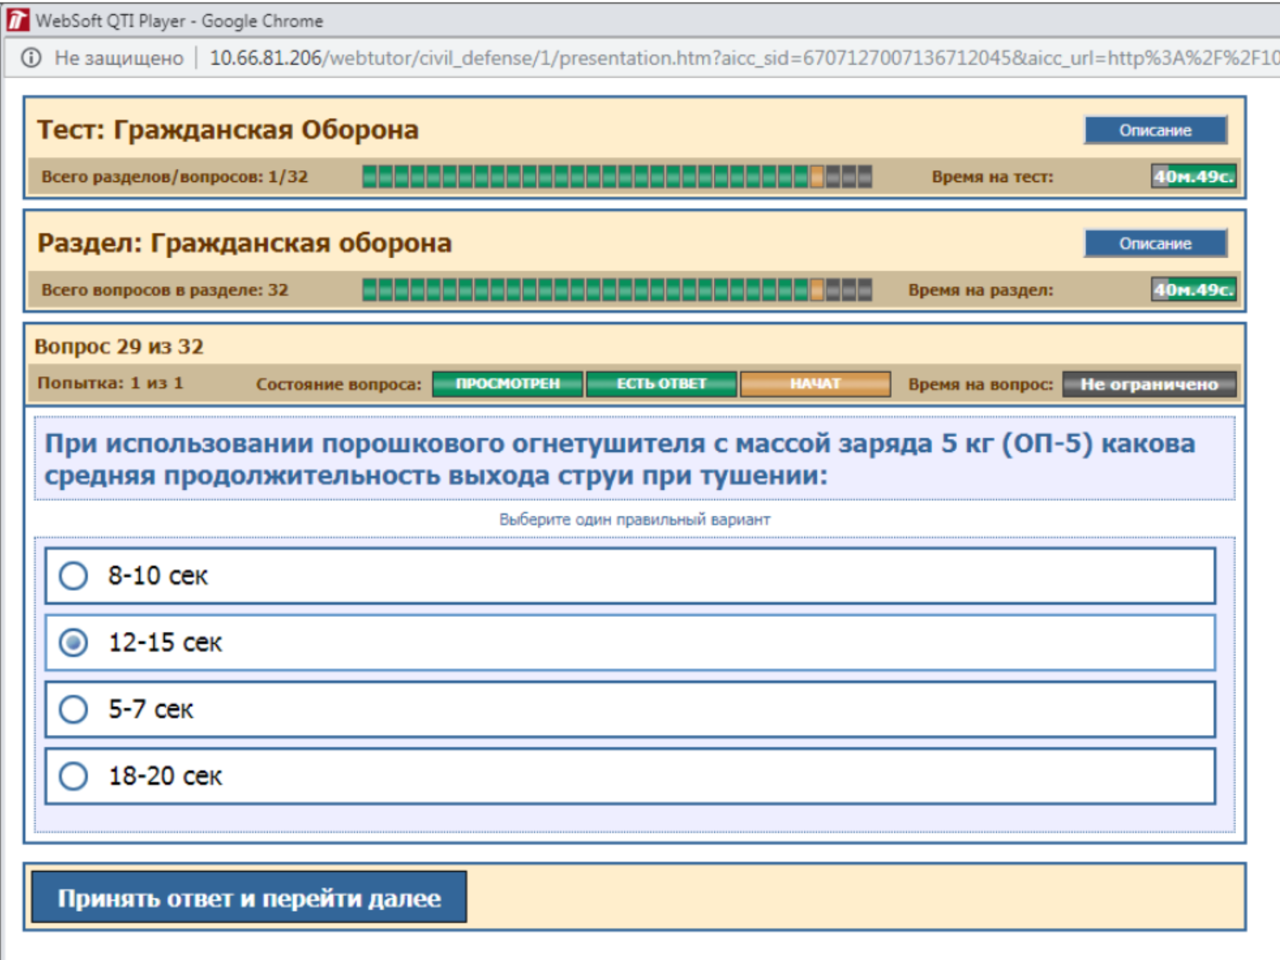 WebSoft QTI Player - Google Chrome
Не защищено | 10.66.81.206/webtutor/civil_defense/1/presentation.htm?aicc_sid=6707127007136712045&aicc_url=http%3A%2F%2F10
Тест: Гражданская Оборона
Описание
Всего разделов/вопросов: 1/32
Время на тест:
40м.49с.
Раздел: Гражданская оборона
Описание
Всего вопросов в разделе: 32
Время на раздел:
40м.49с.
Вопрос 29 из 32
Попытка: 1 из 1
Состояние вопроса:
ПРОСМОТРЕН
ЕСТЬ ОТВЕТ
НАЧАТ
Время на вопрос:
Не ограничено
При использовании порошкового огнетушителя с массой заряда 5 кг (ОП-5) какова
средняя продолжительность выхода струи при тушении:
Выберите один правильный вариант
8-10 сек
12-15 сек
5-7 сек
18-20 сек
Принять ответ и перейти далее